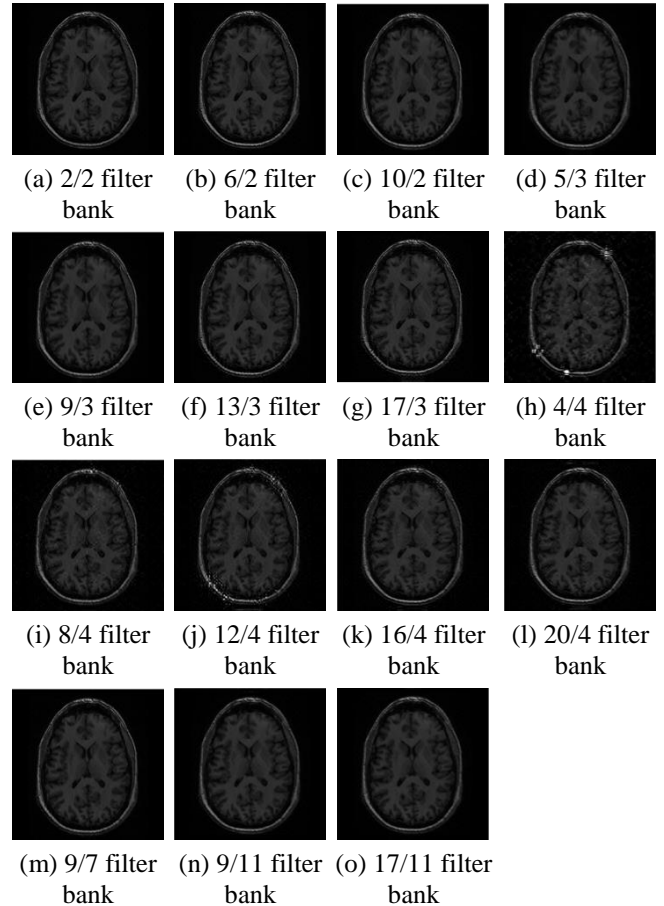 (a) 2/2 filter bank
(b) 6/2 filter bank
(c) 10/2 filter bank
(d) 5/3 filter bank
(e) 9/3 filter bank
(f) 13/3 filter bank
(g) 17/3 filter bank
(h) 4/4 filter bank
(i) 8/4 filter bank
(j) 12/4 filter bank
(k) 16/4 filter bank
(l) 20/4 filter bank
(m) 9/7 filter bank
(n) 9/11 filter bank
(o) 17/11 filter bank